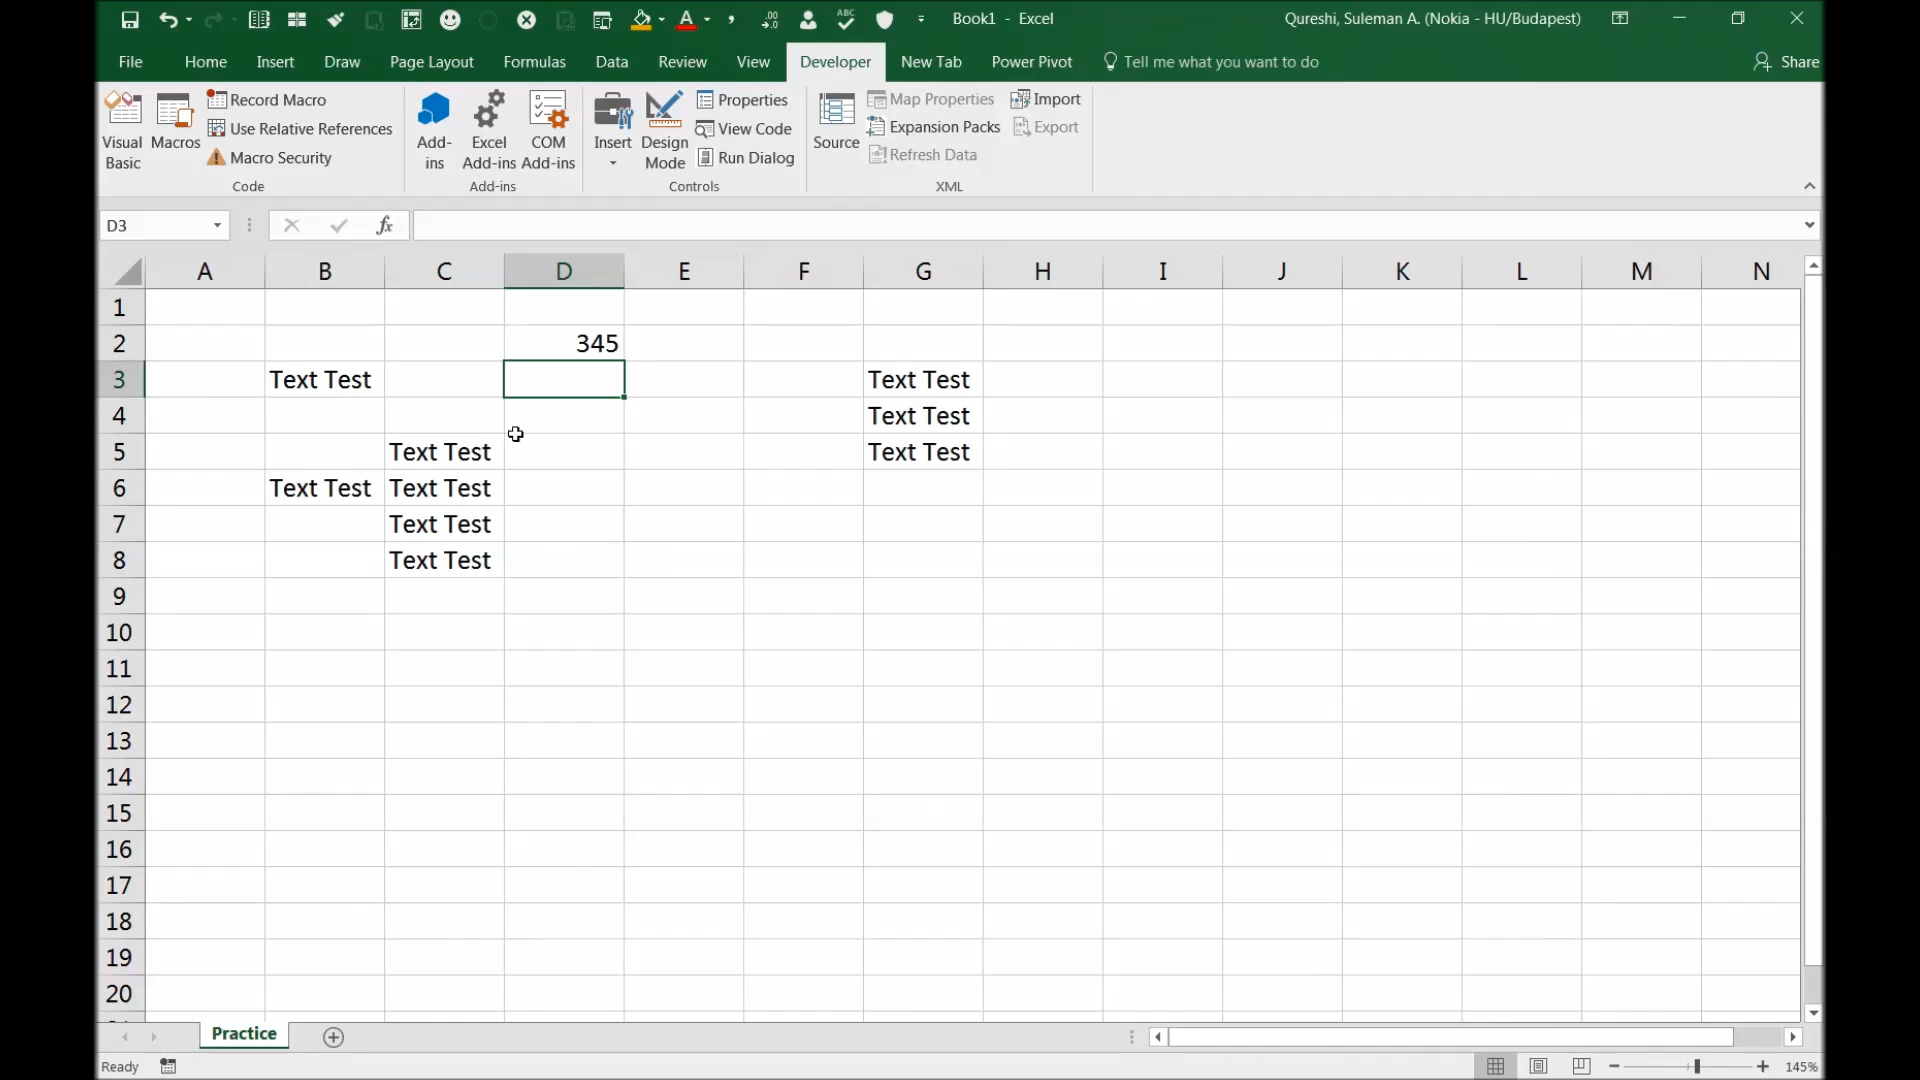 Book1 - Excel
Qureshi, Suleman A. (Nokia - HU/Budapest)
File Home Insert Draw Page Layout Formulas Data Review View Developer New Tab Power Pivot Tell me what you want to do Share
Visual Basic
Macros
Record Macro
Use Relative References
Macro Security
Code
Add-ins
Excel Add-ins
COM Add-ins
Add-ins
Insert
Design Mode
Properties
View Code
Run Dialog
Controls
Source
Map Properties
Expansion Packs
Refresh Data
Import
Export
XML
D3 fx
A B C D E F G H I J K L M N
1
2 345
3 Text Test Text Test
4 Text Test
5 Text Test Text Test
6 Text Test Text Test
7 Text Test
8 Text Test
9
10
11
12
13
14
15
16
17
18
19
20
Practice
Ready 145%